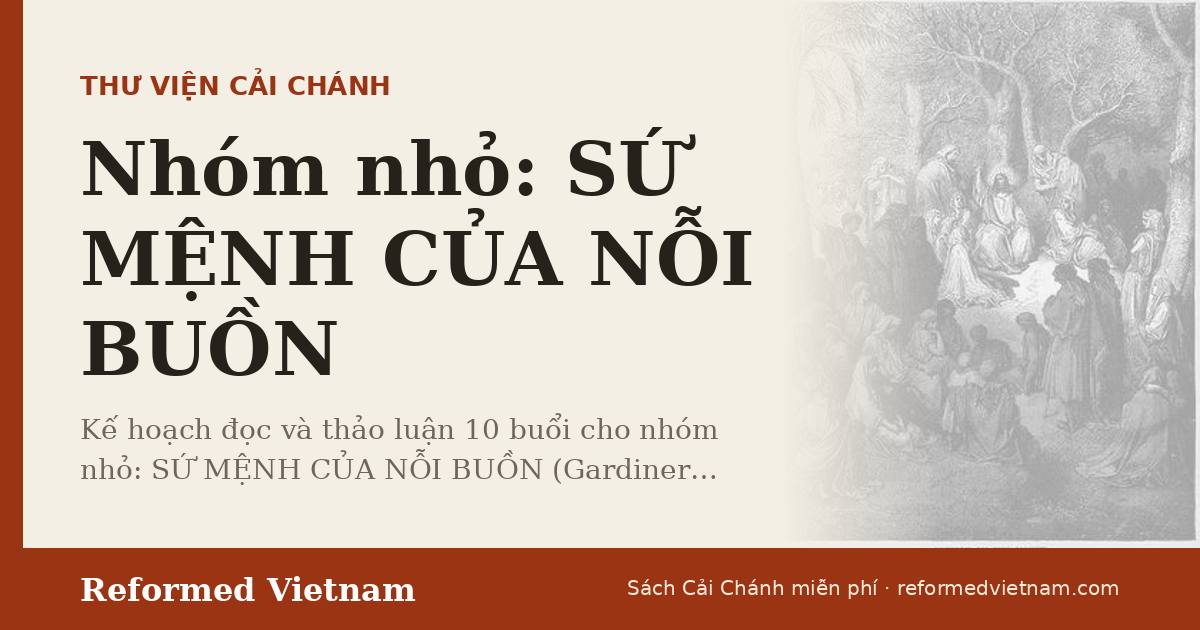 THƯ VIỆN CẢI CHÁNH
Nhóm nhỏ: SỨ
MỆNH CỦA NỖI
BUỒN
Kế hoạch đọc và thảo luận 10 buổi cho nhóm
nhỏ: SỨ MỆNH CỦA NỖI BUỒN (Gardiner…
Reformed Vietnam
Sách Cải Chánh miễn phí · reformedvietnam.com